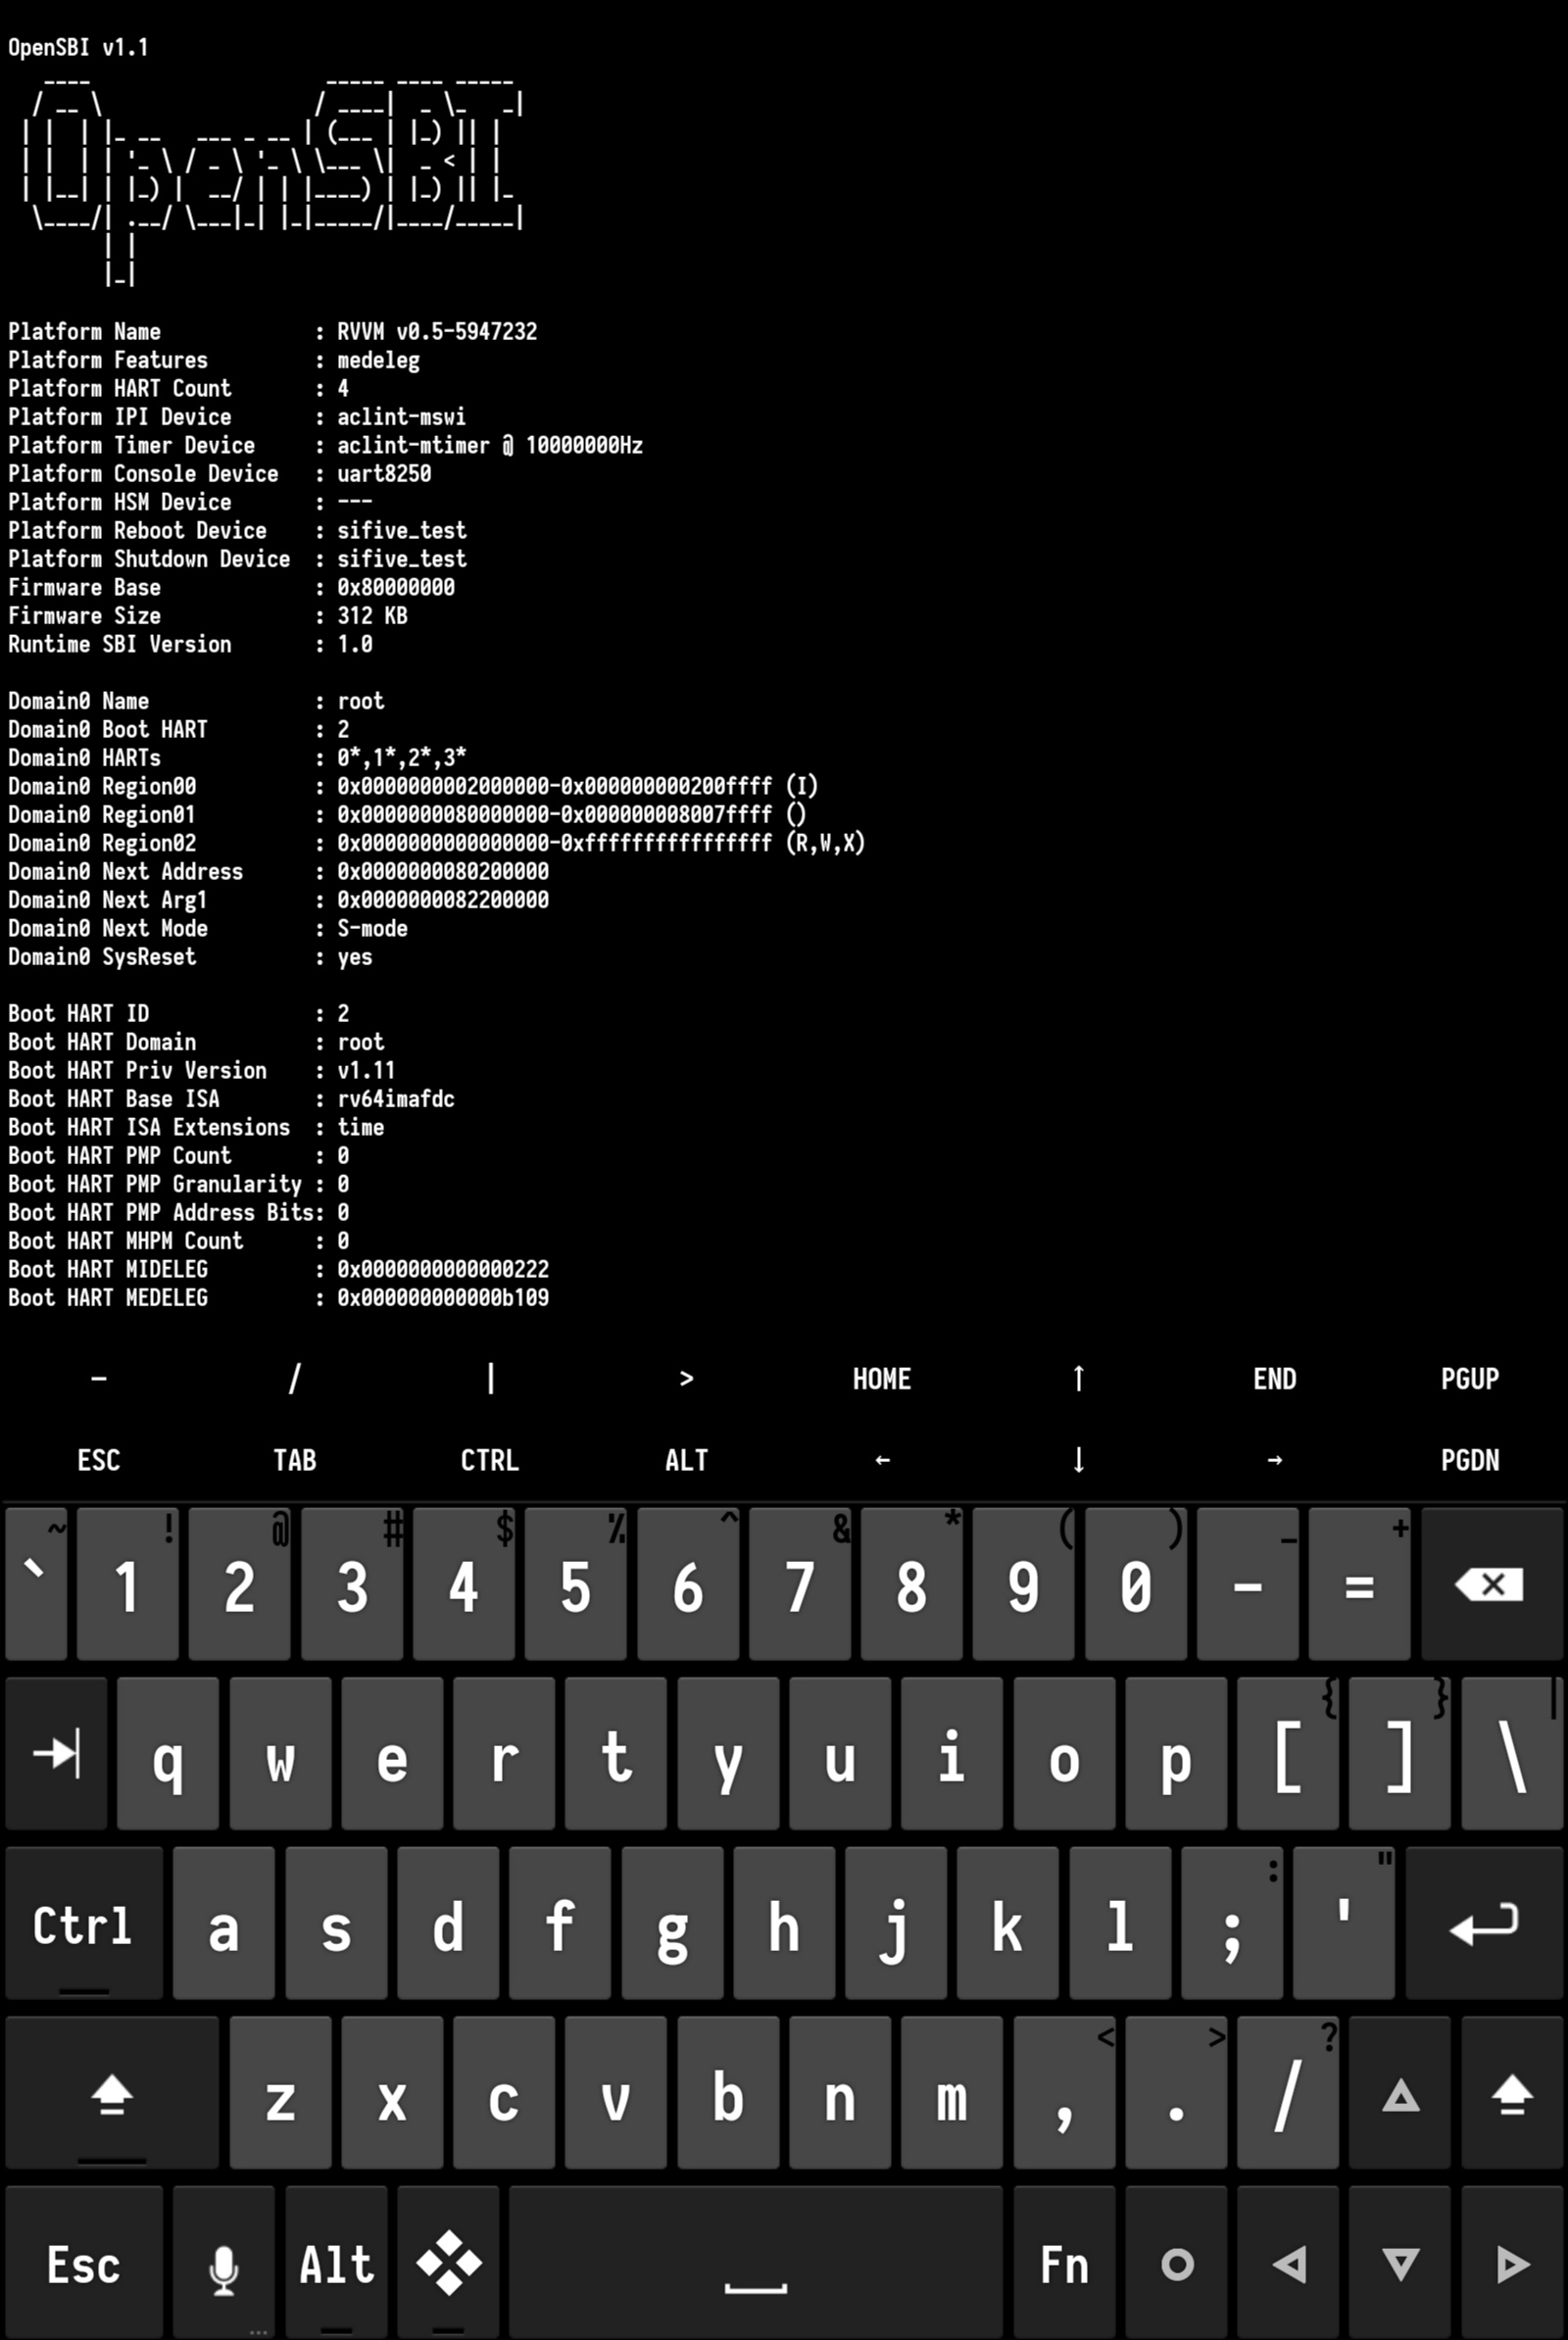 OpenSBI v1.1
   ____                    _____ ____ _____
  / __ \                  / ____|  _ \_   _|
 | |  | |_ __   ___ _ __ | (___ | |_) || |
 | |  | | '_ \ / _ \ '_ \ \___ \|  _ < | |
 | |__| | |_) |  __/ | | |____) | |_) || |_
  \____/| .__/ \___|_| |_|_____/|____/_____|
        | |
        |_|
Platform Name             : RVVM v0.5-5947232
Platform Features         : medeleg
Platform HART Count       : 4
Platform IPI Device       : aclint-mswi
Platform Timer Device     : aclint-mtimer @ 10000000Hz
Platform Console Device   : uart8250
Platform HSM Device       : ---
Platform Reboot Device    : sifive_test
Platform Shutdown Device  : sifive_test
Firmware Base             : 0x80000000
Firmware Size             : 312 KB
Runtime SBI Version       : 1.0
Domain0 Name              : root
Domain0 Boot HART         : 2
Domain0 HARTs             : 0*,1*,2*,3*
Domain0 Region00          : 0x0000000002000000-0x000000000200ffff (I)
Domain0 Region01          : 0x0000000080000000-0x000000008007ffff ()
Domain0 Region02          : 0x0000000000000000-0xffffffffffffffff (R,W,X)
Domain0 Next Address      : 0x0000000080200000
Domain0 Next Arg1         : 0x0000000082200000
Domain0 Next Mode         : S-mode
Domain0 SysReset          : yes
Boot HART ID              : 2
Boot HART Domain          : root
Boot HART Priv Version    : v1.11
Boot HART Base ISA        : rv64imafdc
Boot HART ISA Extensions  : time
Boot HART PMP Count       : 0
Boot HART PMP Granularity : 0
Boot HART PMP Address Bits: 0
Boot HART MHPM Count      : 0
Boot HART MIDELEG         : 0x0000000000000222
Boot HART MEDELEG         : 0x000000000000b109
― / | > HOME ↑ END PGUP
ESC TAB CTRL ALT ← ↓ → PGDN
~ ! @ # $ % ^ & * ( ) _ +
` 1 2 3 4 5 6 7 8 9 0 - =
{ } |
q w e r t y u i o p [ ] \
: "
Ctrl a s d f g h j k l ; '
< > ?
z x c v b n m , . /
Esc Alt Fn